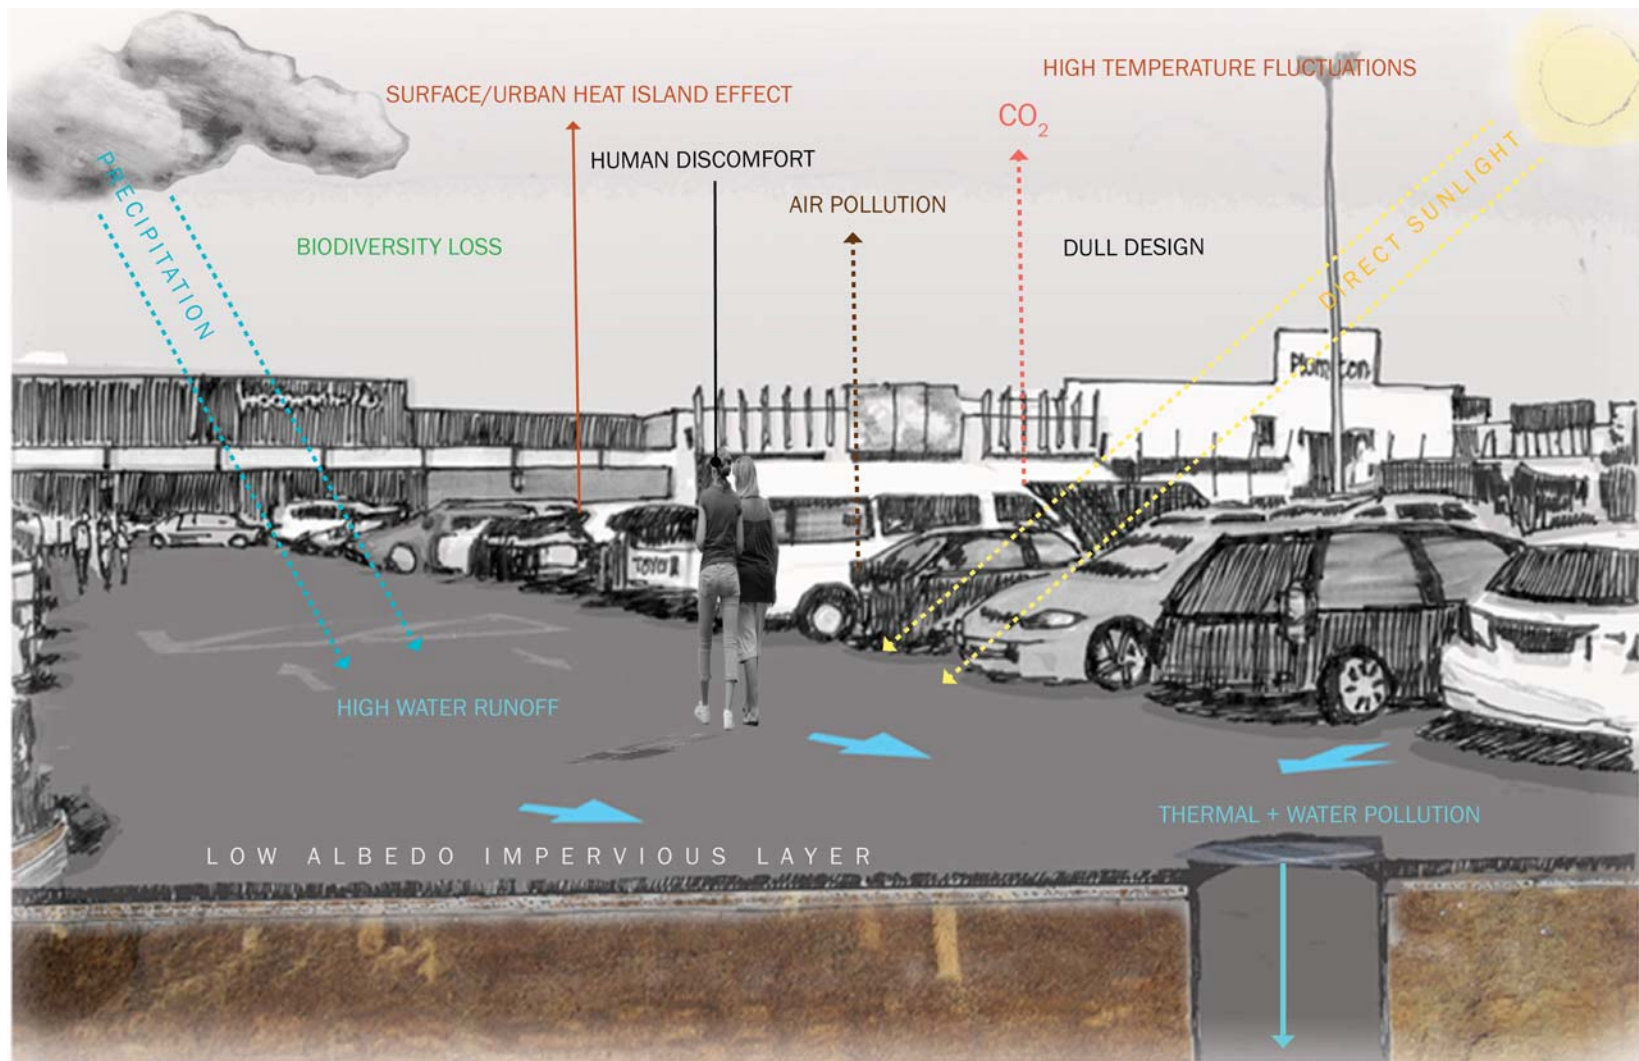 HIGH TEMPERATURE FLUCTUATIONS
SURFACE/URBAN HEAT ISLAND EFFECT
CO2
HUMAN DISCOMFORT
AIR POLLUTION
PRECIPITATION
DIRECT SUNLIGHT
BIODIVERSITY LOSS
DULL DESIGN
TOYOTA
HIGH WATER RUNOFF
THERMAL + WATER POLLUTION
LOW ALBEDO IMPERVIOUS LAYER